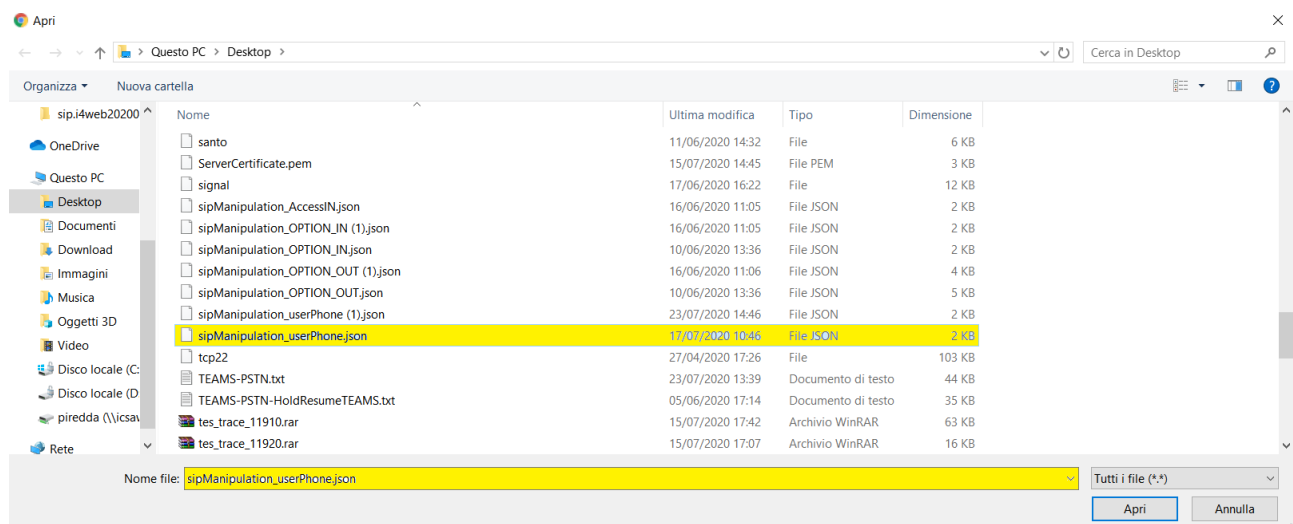 Apri
Questo PC > Desktop >
Cerca in Desktop
Organizza
Nuova cartella
sip.i4web20200
OneDrive
Questo PC
Desktop
Documenti
Download
Immagini
Musica
Oggetti 3D
Video
Disco locale (C:
Disco locale (D
piredda (\\icsaw
Rete
Nome Ultima modifica Tipo Dimensione
santo 11/06/2020 14:32 File 6 KB
ServerCertificate.pem 15/07/2020 14:45 File PEM 3 KB
signal 17/06/2020 16:22 File 12 KB
sipManipulation_AccessIN.json 16/06/2020 11:05 File JSON 2 KB
sipManipulation_OPTION_IN (1).json 16/06/2020 11:05 File JSON 2 KB
sipManipulation_OPTION_IN.json 10/06/2020 13:36 File JSON 2 KB
sipManipulation_OPTION_OUT (1).json 16/06/2020 11:06 File JSON 4 KB
sipManipulation_OPTION_OUT.json 10/06/2020 13:36 File JSON 5 KB
sipManipulation_userPhone (1).json 23/07/2020 14:46 File JSON 2 KB
sipManipulation_userPhone.json 17/07/2020 10:46 File JSON 2 KB
tcp22 27/04/2020 17:26 File 103 KB
TEAMS-PSTN.txt 23/07/2020 13:39 Documento di testo 44 KB
TEAMS-PSTN-HoldResumeTEAMS.txt 05/06/2020 17:14 Documento di testo 35 KB
tes_trace_11910.rar 15/07/2020 17:42 Archivio WinRAR 63 KB
tes_trace_11920.rar 15/07/2020 17:07 Archivio WinRAR 16 KB
Nome file: sipManipulation_userPhone.json
Tutti i file (*.*)
Apri
Annulla